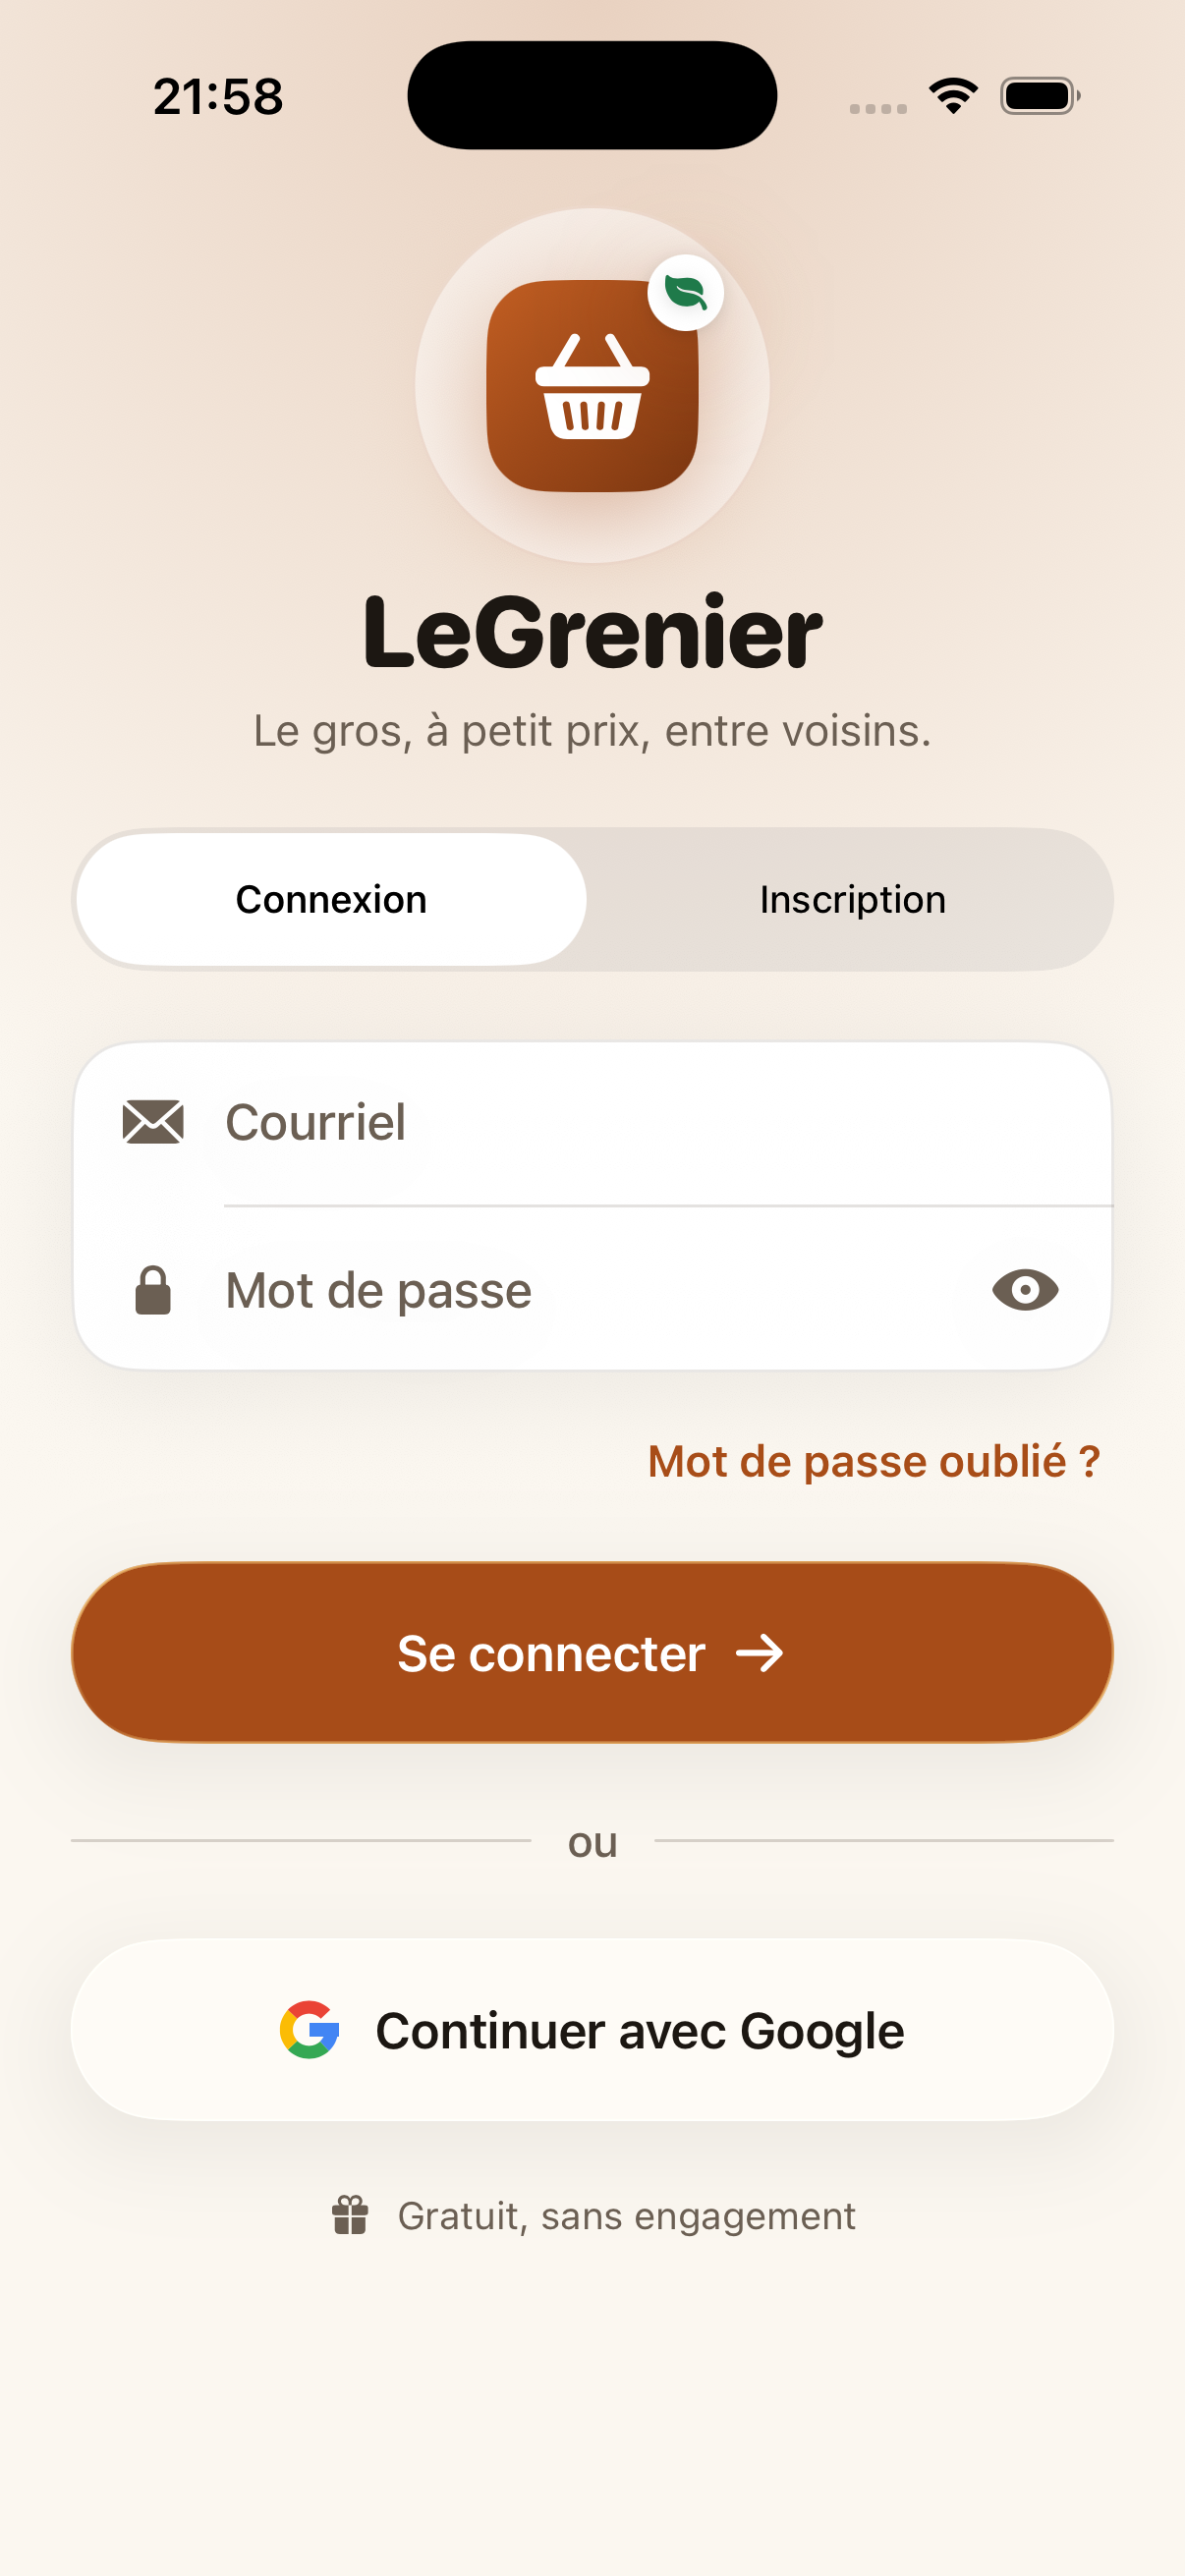 21:58
LeGrenier
Le gros, à petit prix, entre voisins.
Connexion
Inscription
Courriel
Mot de passe
Mot de passe oublié ?
Se connecter →
ou
Continuer avec Google
Gratuit, sans engagement